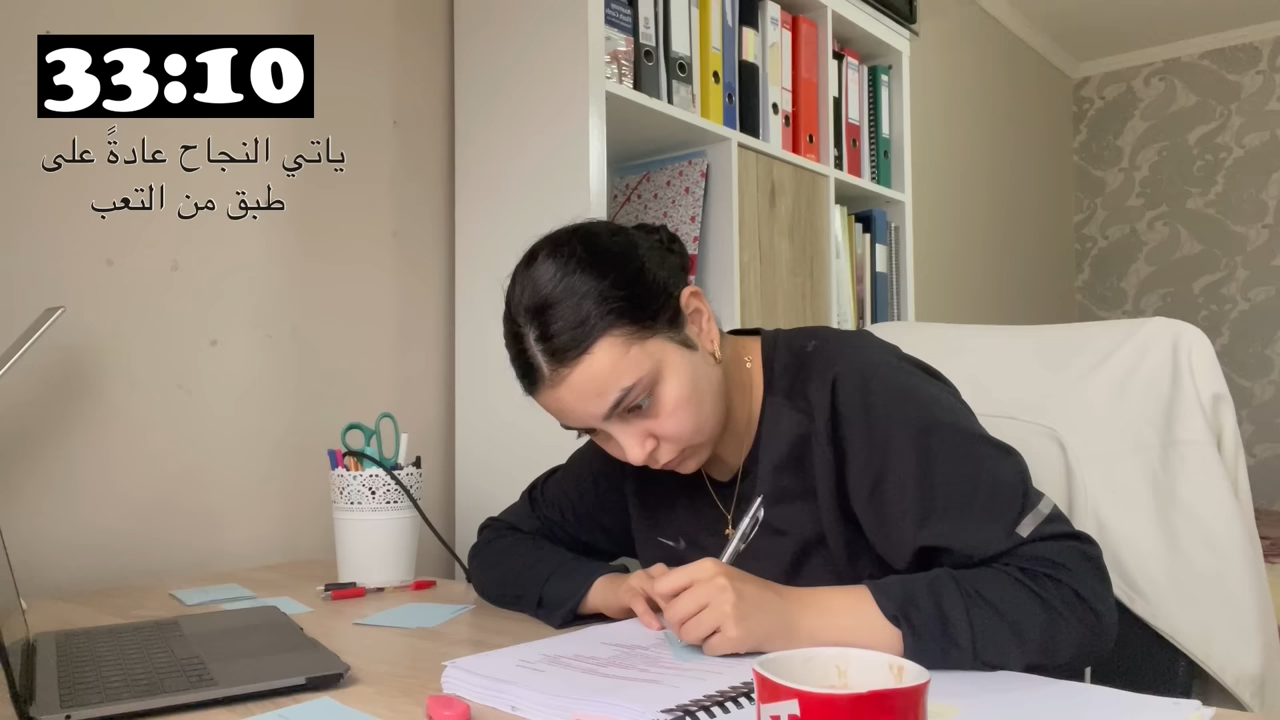 33:10
ياتي النجاح عادةً على
طبق من التعب